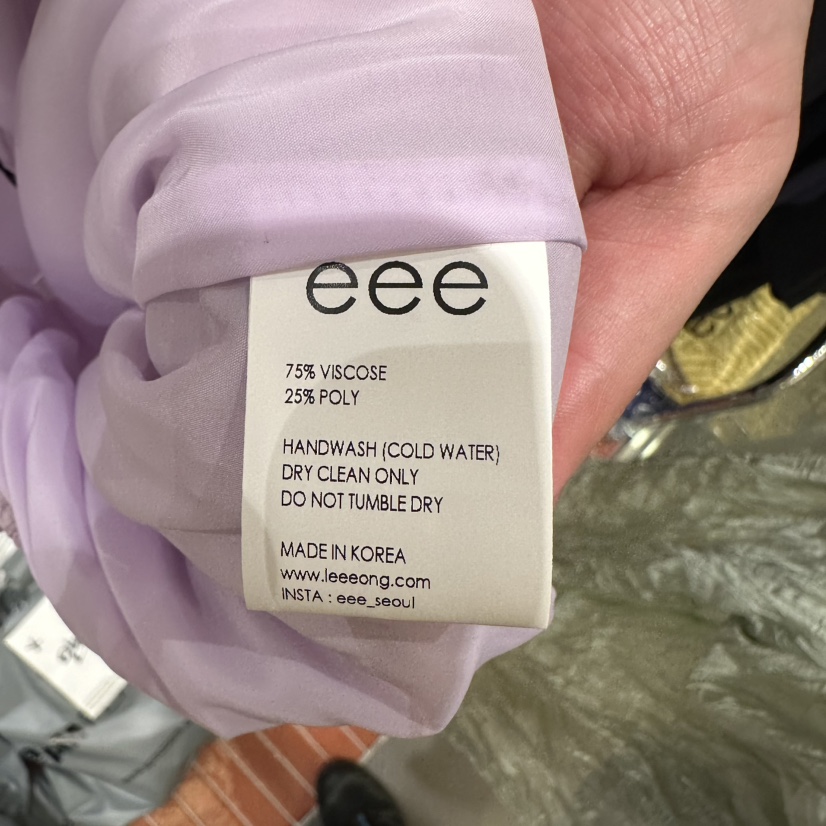 eee
75% VISCOSE
25% POLY
HANDWASH (COLD WATER)
DRY CLEAN ONLY
DO NOT TUMBLE DRY
MADE IN KOREA
www.leeeong.com
INSTA : eee_seoul